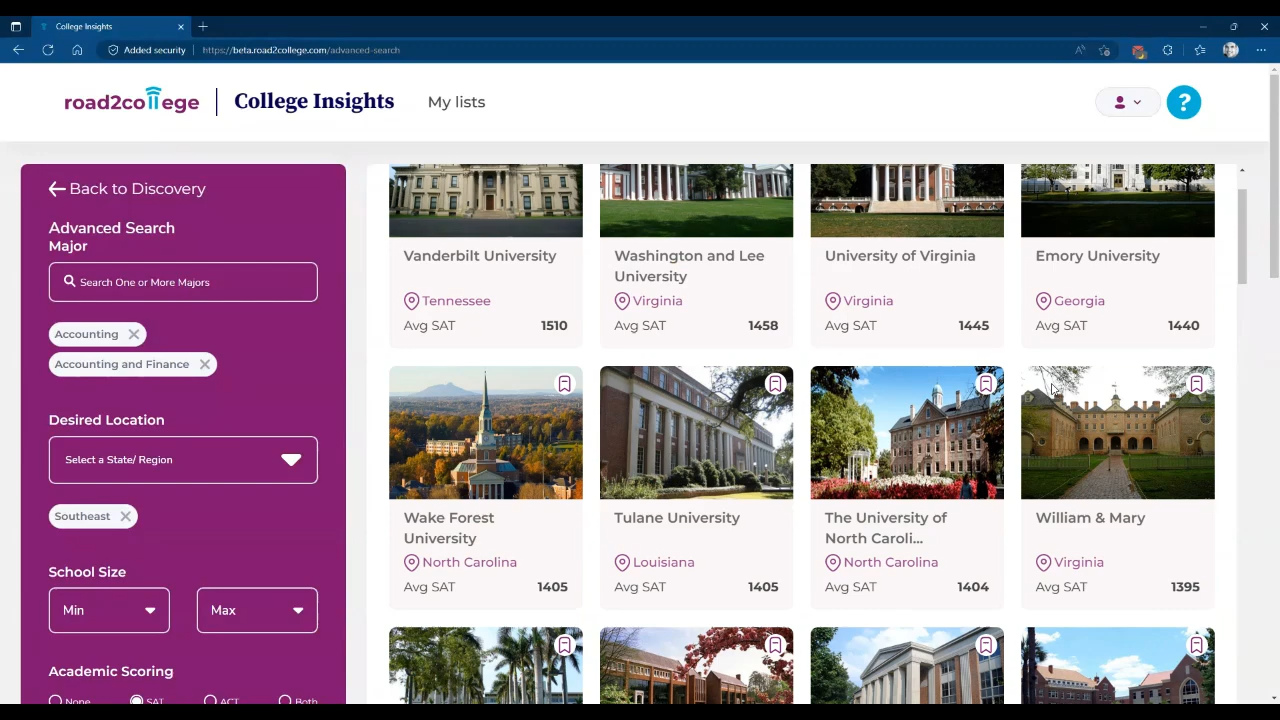 College Insights
Added security
https://beta.road2college.com/advanced-search
road2college
College Insights
My lists
?
Back to Discovery
Advanced Search
Major
Search One or More Majors
Accounting
Accounting and Finance
Desired Location
Select a State/ Region
Southeast
School Size
Min
Max
Academic Scoring
None
SAT
ACT
Both
Vanderbilt University
Tennessee
Avg SAT 1510
Washington and Lee
University
Virginia
Avg SAT 1458
University of Virginia
Virginia
Avg SAT 1445
Emory University
Georgia
Avg SAT 1440
Wake Forest
University
North Carolina
Avg SAT 1405
Tulane University
Louisiana
Avg SAT 1405
The University of
North Caroli...
North Carolina
Avg SAT 1404
William & Mary
Virginia
Avg SAT 1395